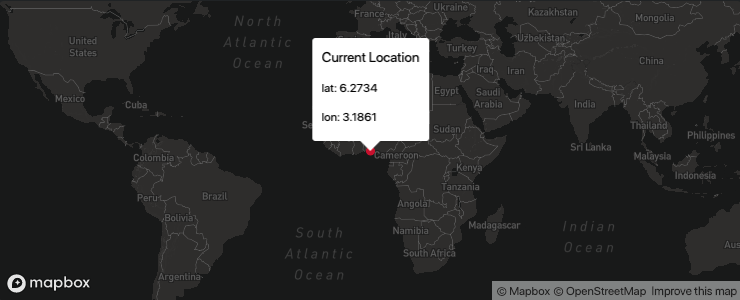 North
Atlantic
Ocean
United
States
Mexico
Cuba
Colombia
Peru
Brazil
Bolivia
Argentina
South
Atlantic
Ocean
France
Italy
Ukraine
Turkey
Kazakhstan
Uzbekistan
Mongolia
China
Iraq
Iran
Egypt
Saudi
Arabia
India
Thailand
Philippines
Sri Lanka
Malaysia
Indonesia
Sudan
Cameroon
Kenya
Tanzania
Angola
Namibia
Madagascar
South Africa
Indian
Ocean
Current Location
lat: 6.2734
lon: 3.1861
mapbox
© Mapbox © OpenStreetMap Improve this map